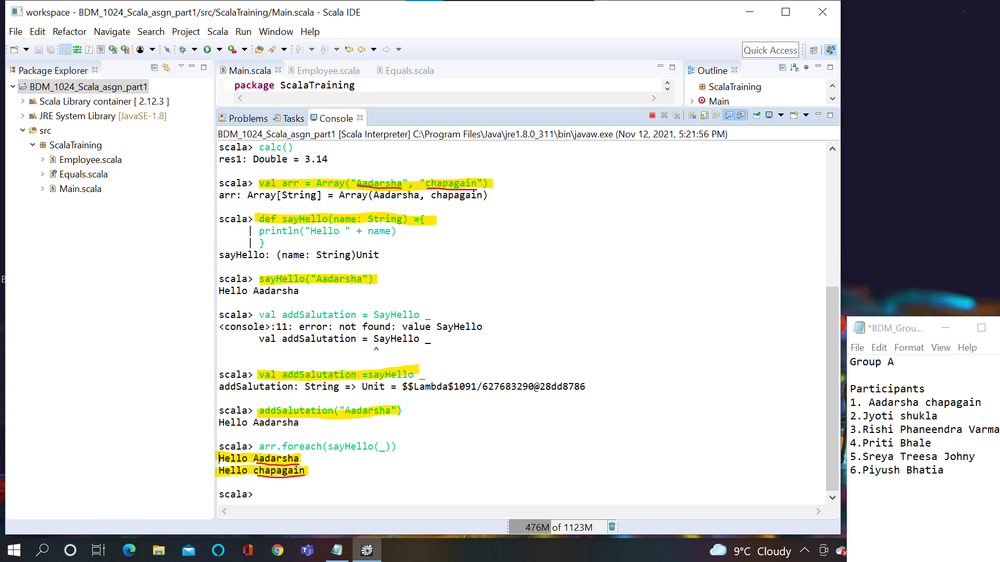 workspace - BDM_1024_Scala_asgn_part1/src/ScalaTraining/Main.scala - Scala IDE
File Edit Refactor Navigate Search Project Scala Run Window Help
Quick Access
Package Explorer
BDM_1024_Scala_asgn_part1
Scala Library container [ 2.12.3 ]
JRE System Library [JavaSE-1.8]
src
ScalaTraining
Employee.scala
Equals.scala
Main.scala
Main.scala Employee.scala Equals.scala
package ScalaTraining
Outline
ScalaTraining
Main
Problems Tasks Console
BDM_1024_Scala_asgn_part1 [Scala Interpreter] C:\Program Files\Java\jre1.8.0_311\bin\javaw.exe (Nov 12, 2021, 5:21:56 PM)
scala> calc()
res1: Double = 3.14
scala> val arr = Array("Aadarsha", "chapagain")
arr: Array[String] = Array(Aadarsha, chapagain)
scala> def sayHello(name: String) ={
| println("Hello " + name)
| }
sayHello: (name: String)Unit
scala> sayHello("Aadarsha")
Hello Aadarsha
scala> val addSalutation = SayHello _
<console>:11: error: not found: value SayHello
val addSalutation = SayHello _
^
scala> val addSalutation =sayHello _
addSalutation: String => Unit = $$Lambda$1091/627683290@28dd8786
scala> addSalutation("Aadarsha")
Hello Aadarsha
scala> arr.foreach(sayHello(_))
Hello Aadarsha
Hello chapagain
scala>
476M of 1123M
*BDM_Grou...
File Edit Format View Help
Group A
Participants
1. Aadarsha chapagain
2.Jyoti shukla
3.Rishi Phaneendra Varma
4.Priti Bhale
5.Sreya Treesa Johny
6.Piyush Bhatia
9°C Cloudy